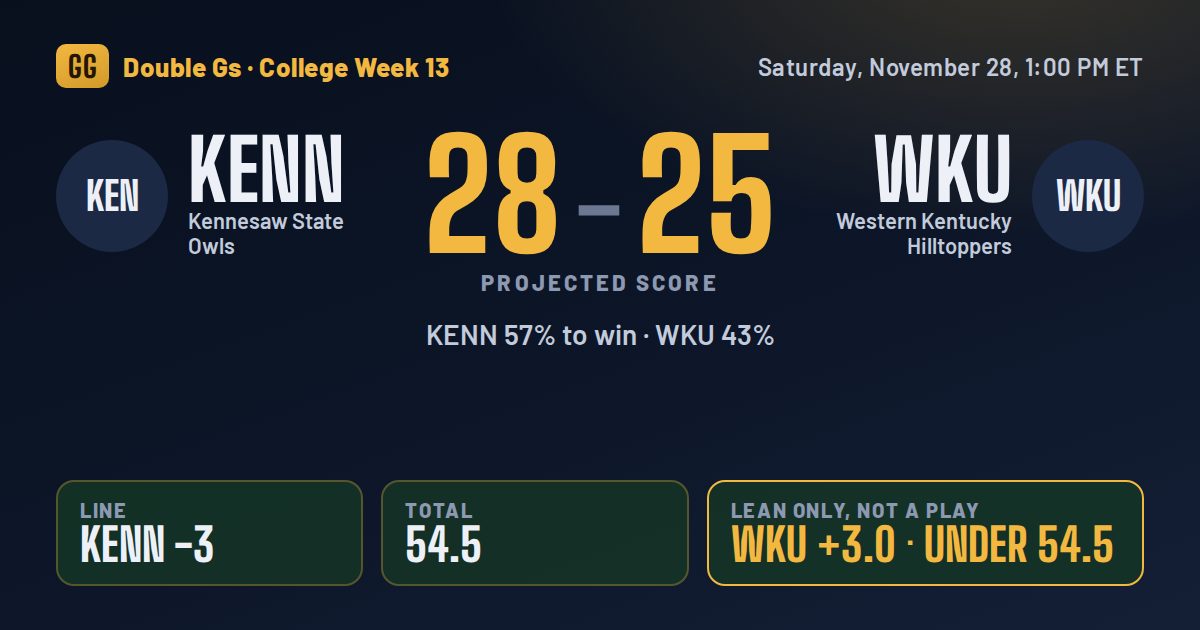 GG Double Gs · College Week 13
Saturday, November 28, 1:00 PM ET
KEN
KENN
Kennesaw State
Owls
28 – 25
PROJECTED SCORE
KENN 57% to win · WKU 43%
WKU
Western Kentucky
Hilltoppers
WKU
LINE
KENN −3
TOTAL
54.5
LEAN ONLY, NOT A PLAY
WKU +3.0 · UNDER 54.5